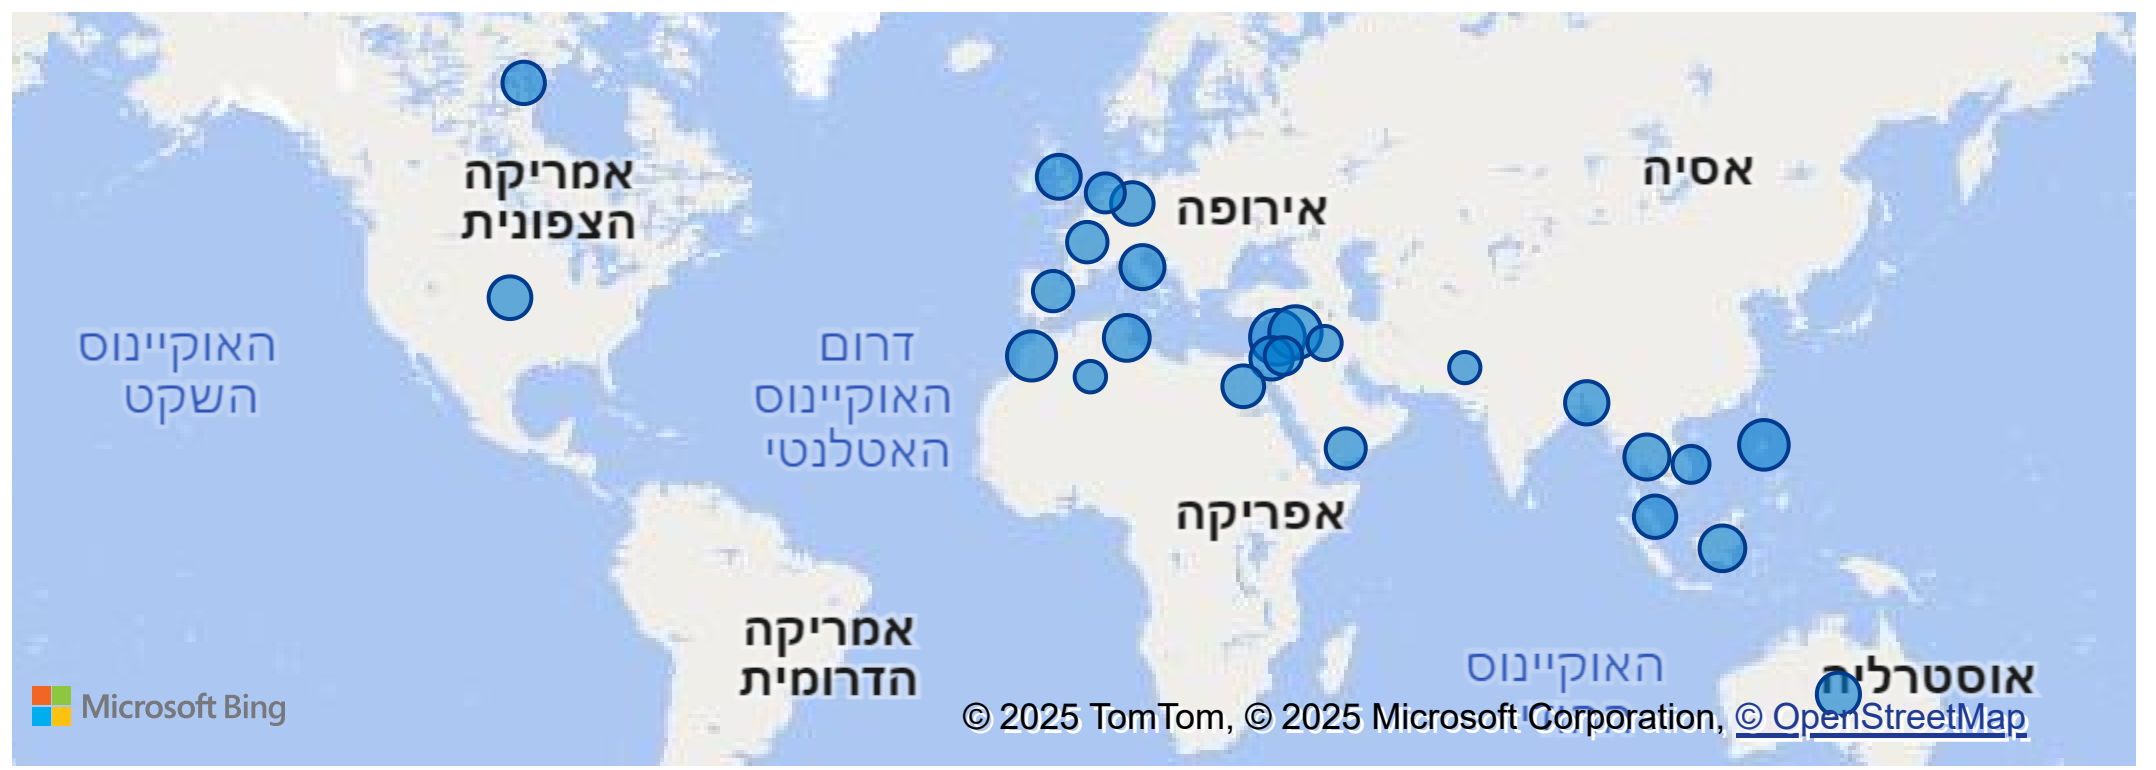 אמריקה
הצפונית
אירופה
אסיה
האוקיינוס
השקט
דרום
האוקיינוס
האטלנטי
אפריקה
אמריקה
הדרומית
האוקיינוס
אוסטרליה
Microsoft Bing
© 2025 TomTom, © 2025 Microsoft Corporation, © OpenStreetMap